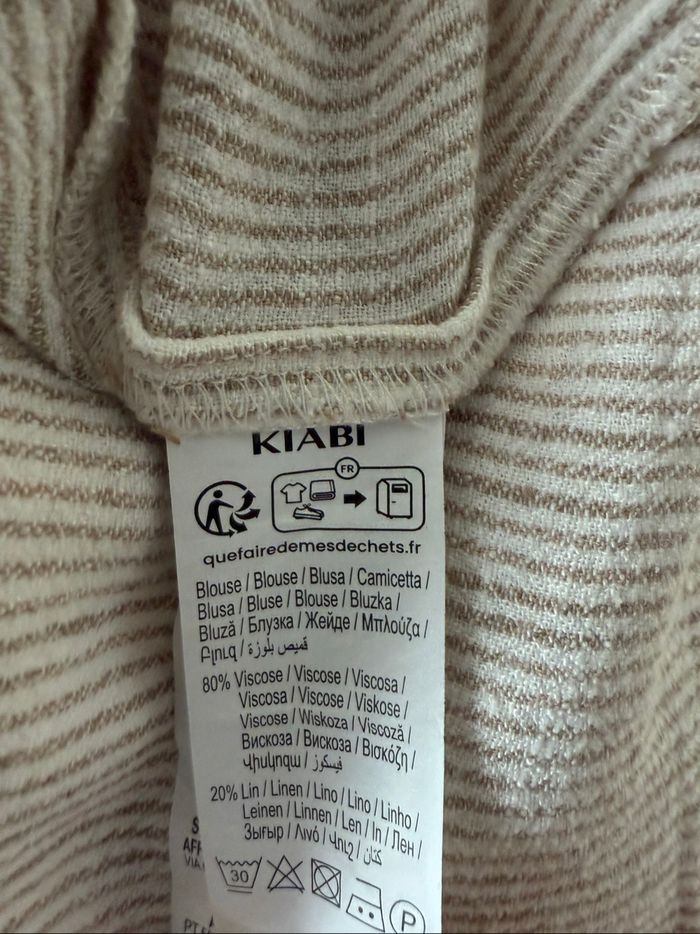 KIABI
FR
quefairedemesdechets.fr
Blouse / Blouse / Blusa / Camicetta /
Blusa / Bluse / Blouse / Bluzka /
Bluză / Блузка / Жейде / Μπλούζα /
Բլուզ / قميص بلوزة
80% Viscose / Viscose / Viscosa /
Viscosa / Viscose / Viskose /
Viscose / Wiskoza / Viscoză /
Вискоза / Вискоза / Βισκόζη /
Վիսկոզա / فيسكوز
20% Lin / Linen / Lino / Lino / Linho /
Leinen / Linnen / Len / In / Лен /
Зығыр / Λινό / Վուշ / كتان
30
P